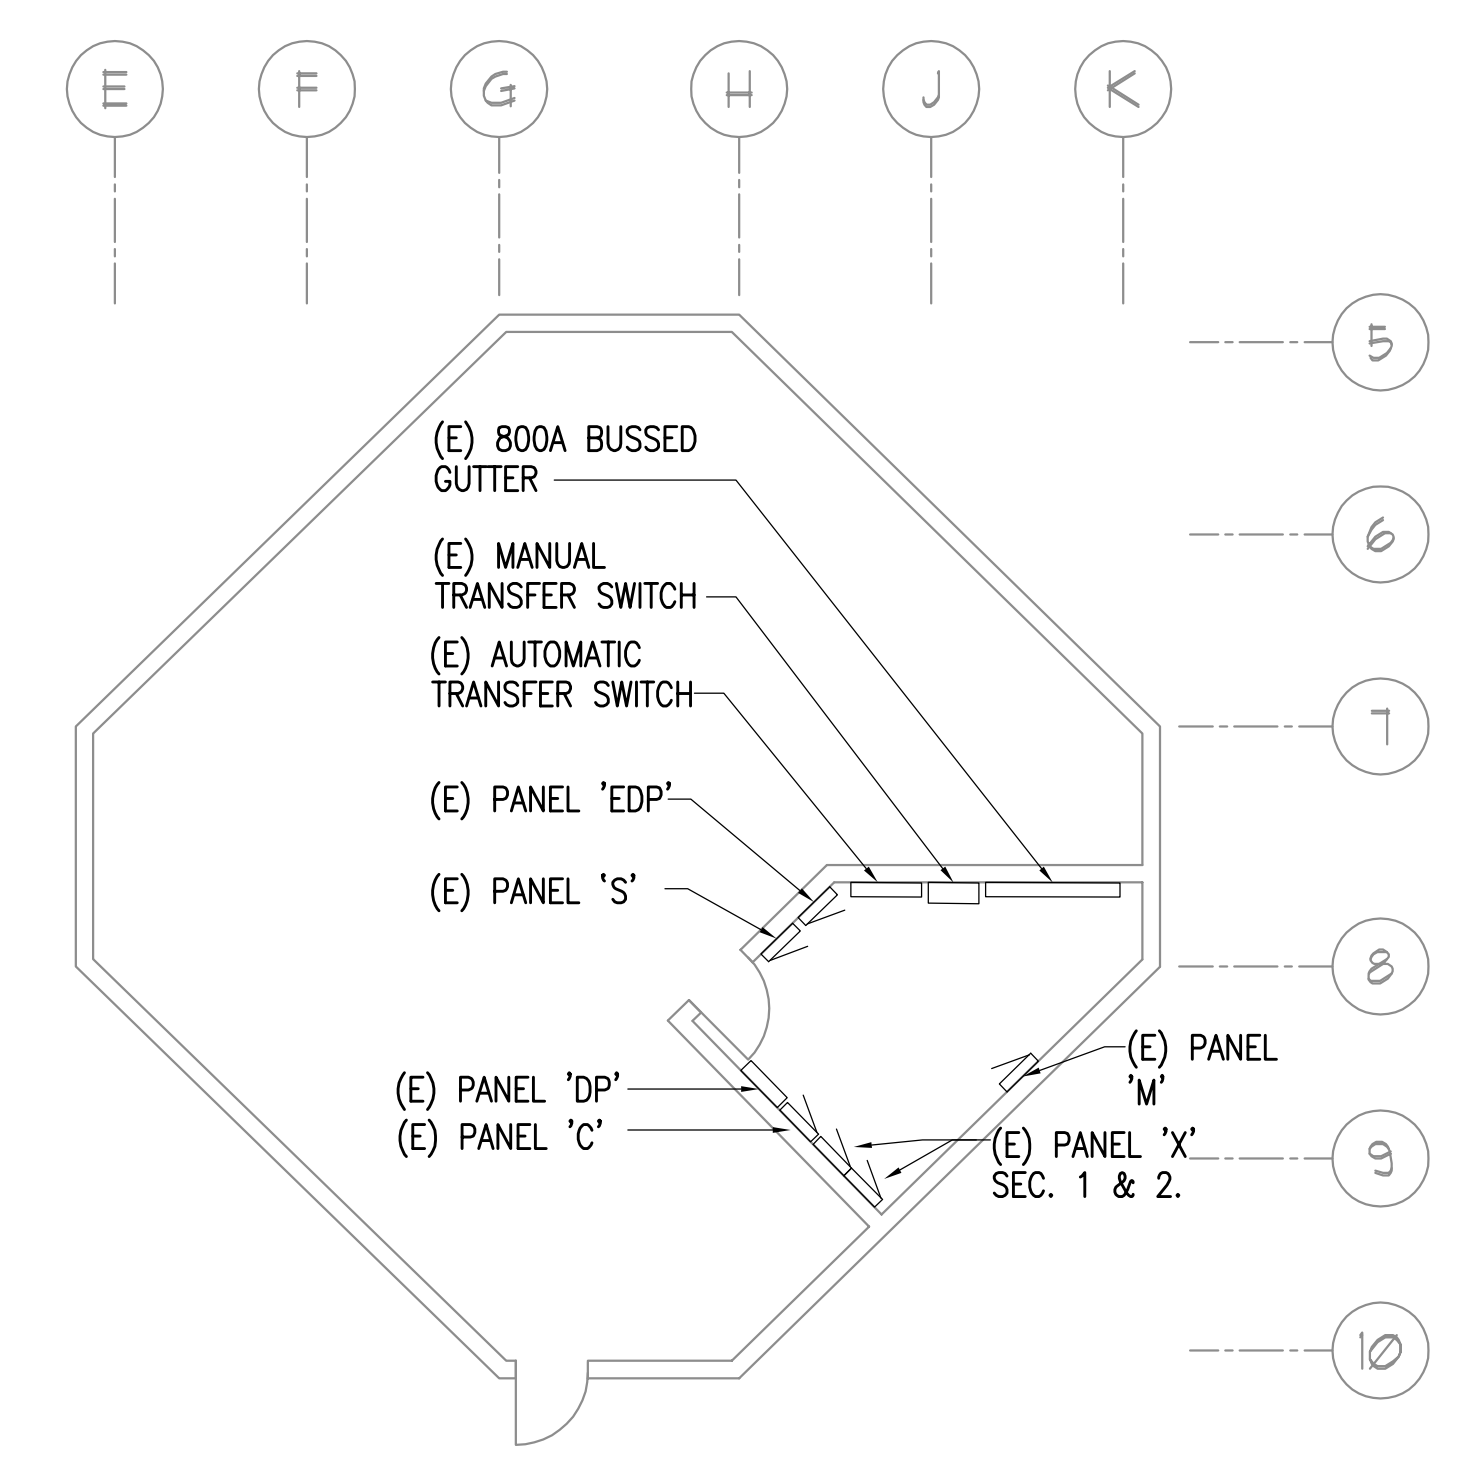 E F G H J K
5
(E) 800A BUSSED
GUTTER
6
(E) MANUAL
TRANSFER SWITCH
(E) AUTOMATIC
TRANSFER SWITCH
7
(E) PANEL 'EDP'
(E) PANEL 'S'
8
(E) PANEL
'M'
(E) PANEL 'DP'
(E) PANEL 'C'
(E) PANEL 'X'
SEC. 1 & 2.
9
10